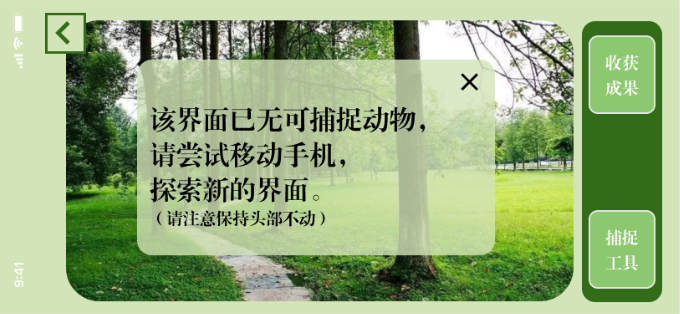 该界面已无可捕捉动物，
请尝试移动手机，
探索新的界面。
（请注意保持头部不动）
收获
成果
捕捉
工具
9:41